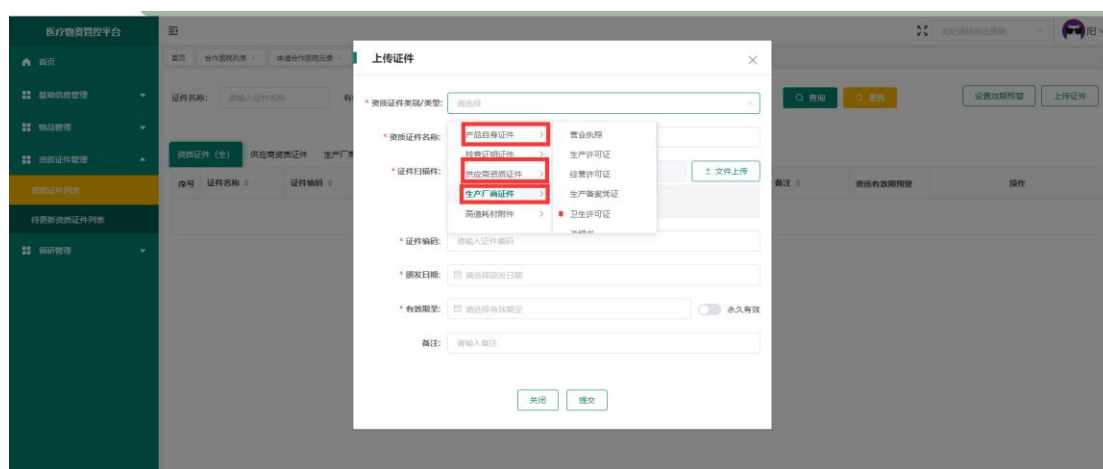 医疗物资管控平台
首页
合作医院列表
申请合作医院反馈
阳
首页
基础信息管理
物品管理
资质证件管理
资质证件列表
待更新资质证件列表
调研管理
证件名称: 请输入证件名称
查询
重置
设置效期预警
上传证件
资质证件(全) 供应商资质证件
序号 证件名称 证件编码
备注 资质有效期预警 操作
上传证件
* 资质证件类别/类型: 请选择
* 资质证件名称:
* 证件扫描件:
文件上传
产品自身证件
检查证明证件
供应商资质证件
生产厂商证件
高值耗材附件
营业执照
生产许可证
经营许可证
生产备案凭证
卫生许可证
* 证件编码: 请输入证件编码
* 颁发日期: 请选择颁发日期
* 有效期至: 请选择有效期至
永久有效
备注: 请输入备注
关闭 提交